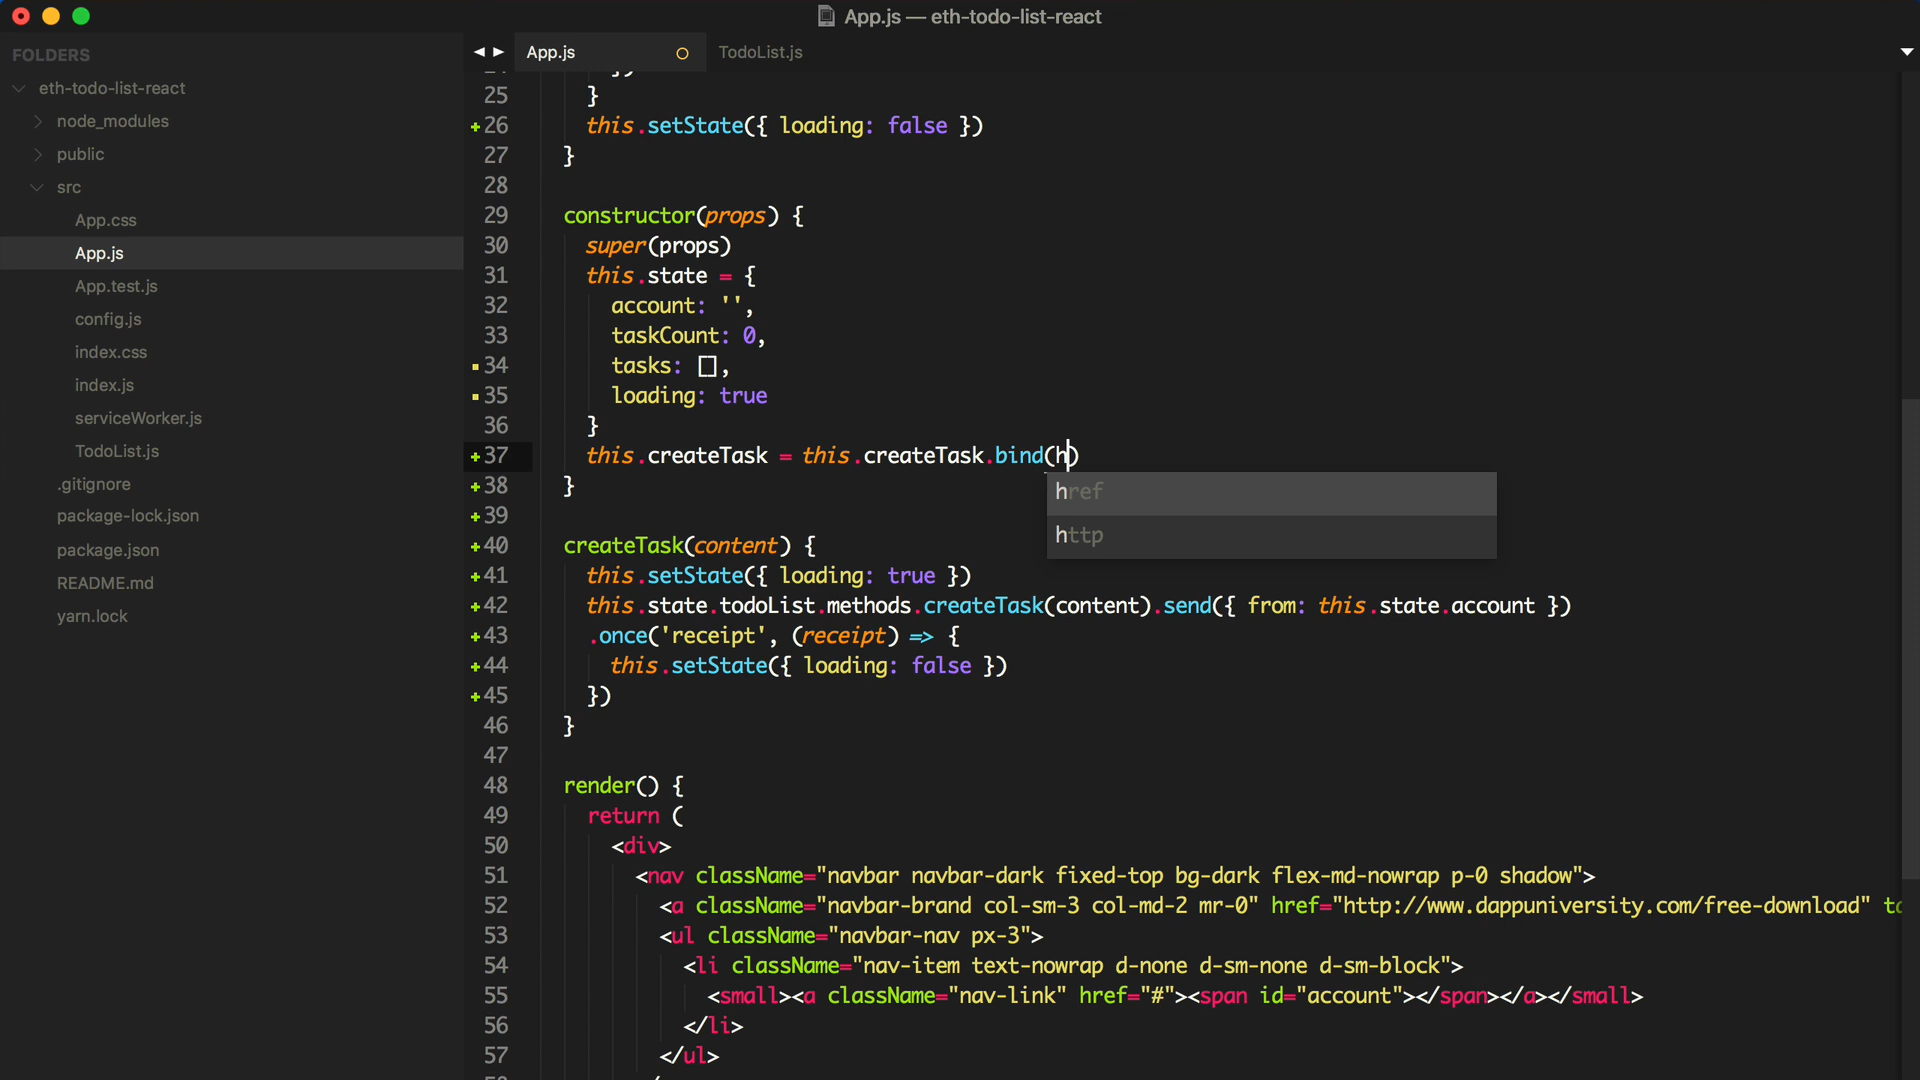 App.js — eth-todo-list-react
FOLDERS
eth-todo-list-react
node_modules
public
src
App.css
App.js
App.test.js
config.js
index.css
index.js
serviceWorker.js
TodoList.js
.gitignore
package-lock.json
package.json
README.md
yarn.lock
App.js
TodoList.js
25 }
26 this.setState({ loading: false })
27 }
28
29 constructor(props) {
30 super(props)
31 this.state = {
32 account: '',
33 taskCount: 0,
34 tasks: [],
35 loading: true
36 }
37 this.createTask = this.createTask.bind(h)
href
http
38 }
39
40 createTask(content) {
41 this.setState({ loading: true })
42 this.state.todoList.methods.createTask(content).send({ from: this.state.account })
43 .once('receipt', (receipt) => {
44 this.setState({ loading: false })
45 })
46 }
47
48 render() {
49 return (
50 <div>
51 <nav className="navbar navbar-dark fixed-top bg-dark flex-md-nowrap p-0 shadow">
52 <a className="navbar-brand col-sm-3 col-md-2 mr-0" href="http://www.dappuniversity.com/free-download"
53 <ul className="navbar-nav px-3">
54 <li className="nav-item text-nowrap d-none d-sm-none d-sm-block">
55 <small><a className="nav-link" href="#"><span id="account"></span></a></small>
56 </li>
57 </ul>